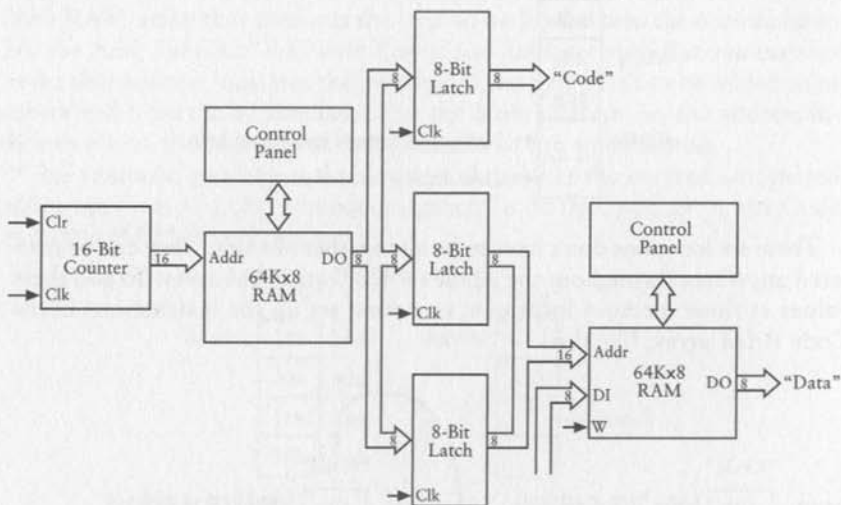 8
8-Bit
Latch
8
"Code"
Clk
Control
Panel
Clr
16-Bit
Counter
16
Clk
Addr
DO
64Kx8
RAM
8
8
8-Bit
Latch
8
Clk
Control
Panel
16
Addr
64Kx8
RAM
DO
8
"Data"
8
DI
W
8
8-Bit
Latch
8
Clk